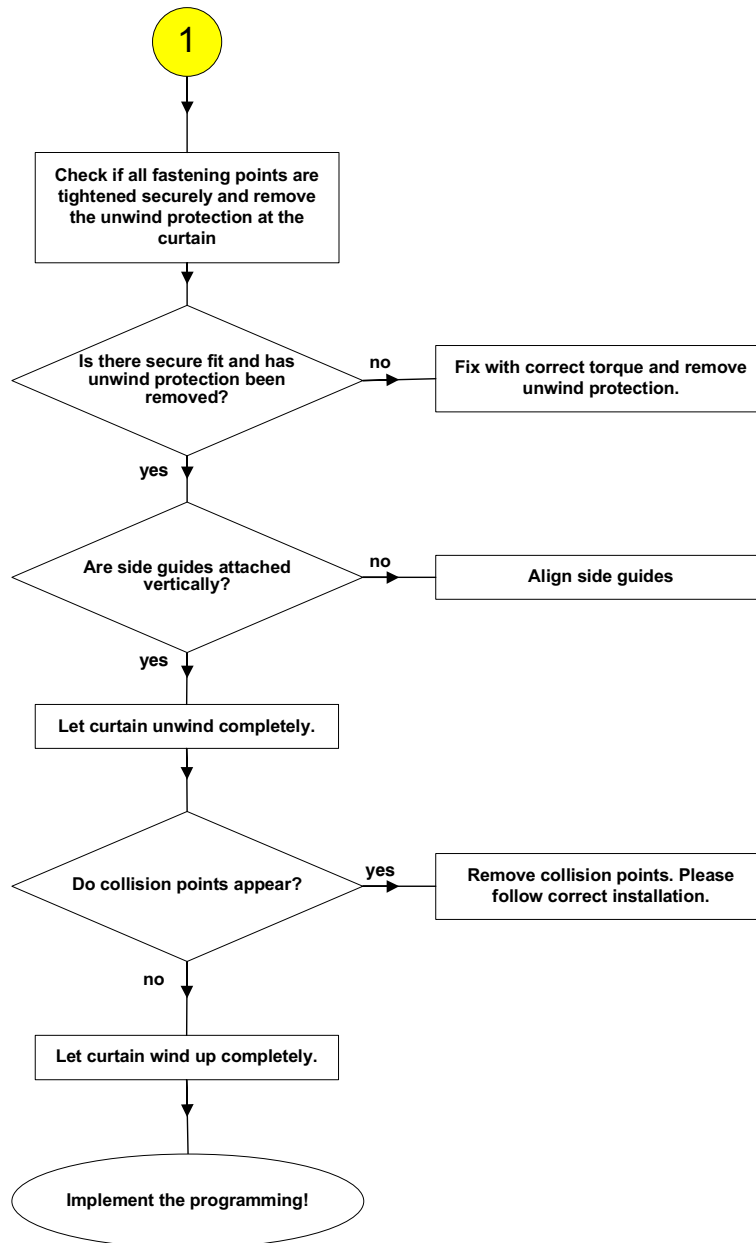 1
Check if all fastening points are
tightened securely and remove
the unwind protection at the
curtain
Is there secure fit and has
unwind protection been
removed?
no
Fix with correct torque and remove
unwind protection.
yes
Are side guides attached
vertically?
no
Align side guides
yes
Let curtain unwind completely.
Do collision points appear?
yes
Remove collision points. Please
follow correct installation.
no
Let curtain wind up completely.
Implement the programming!